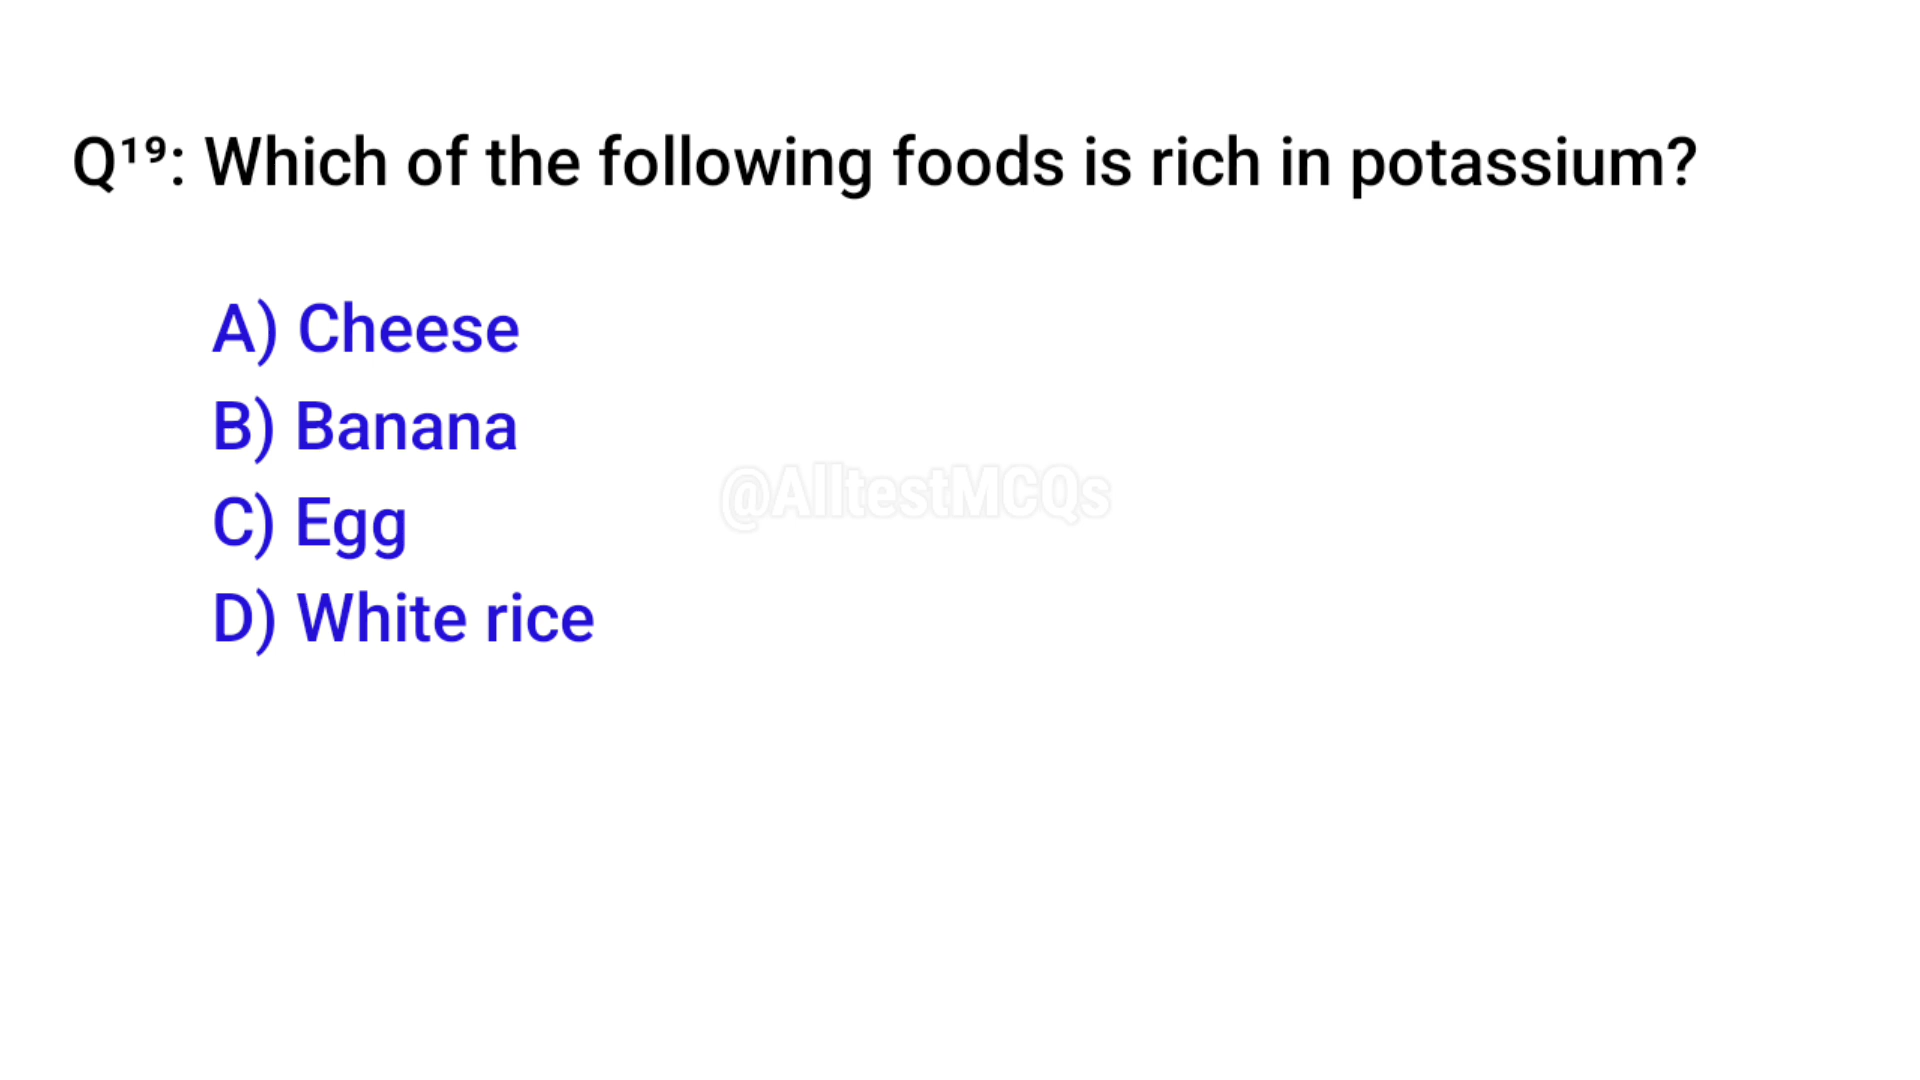 Q¹⁹: Which of the following foods is rich in potassium?
A) Cheese
B) Banana
@AlltestMCQs
C) Egg
D) White rice